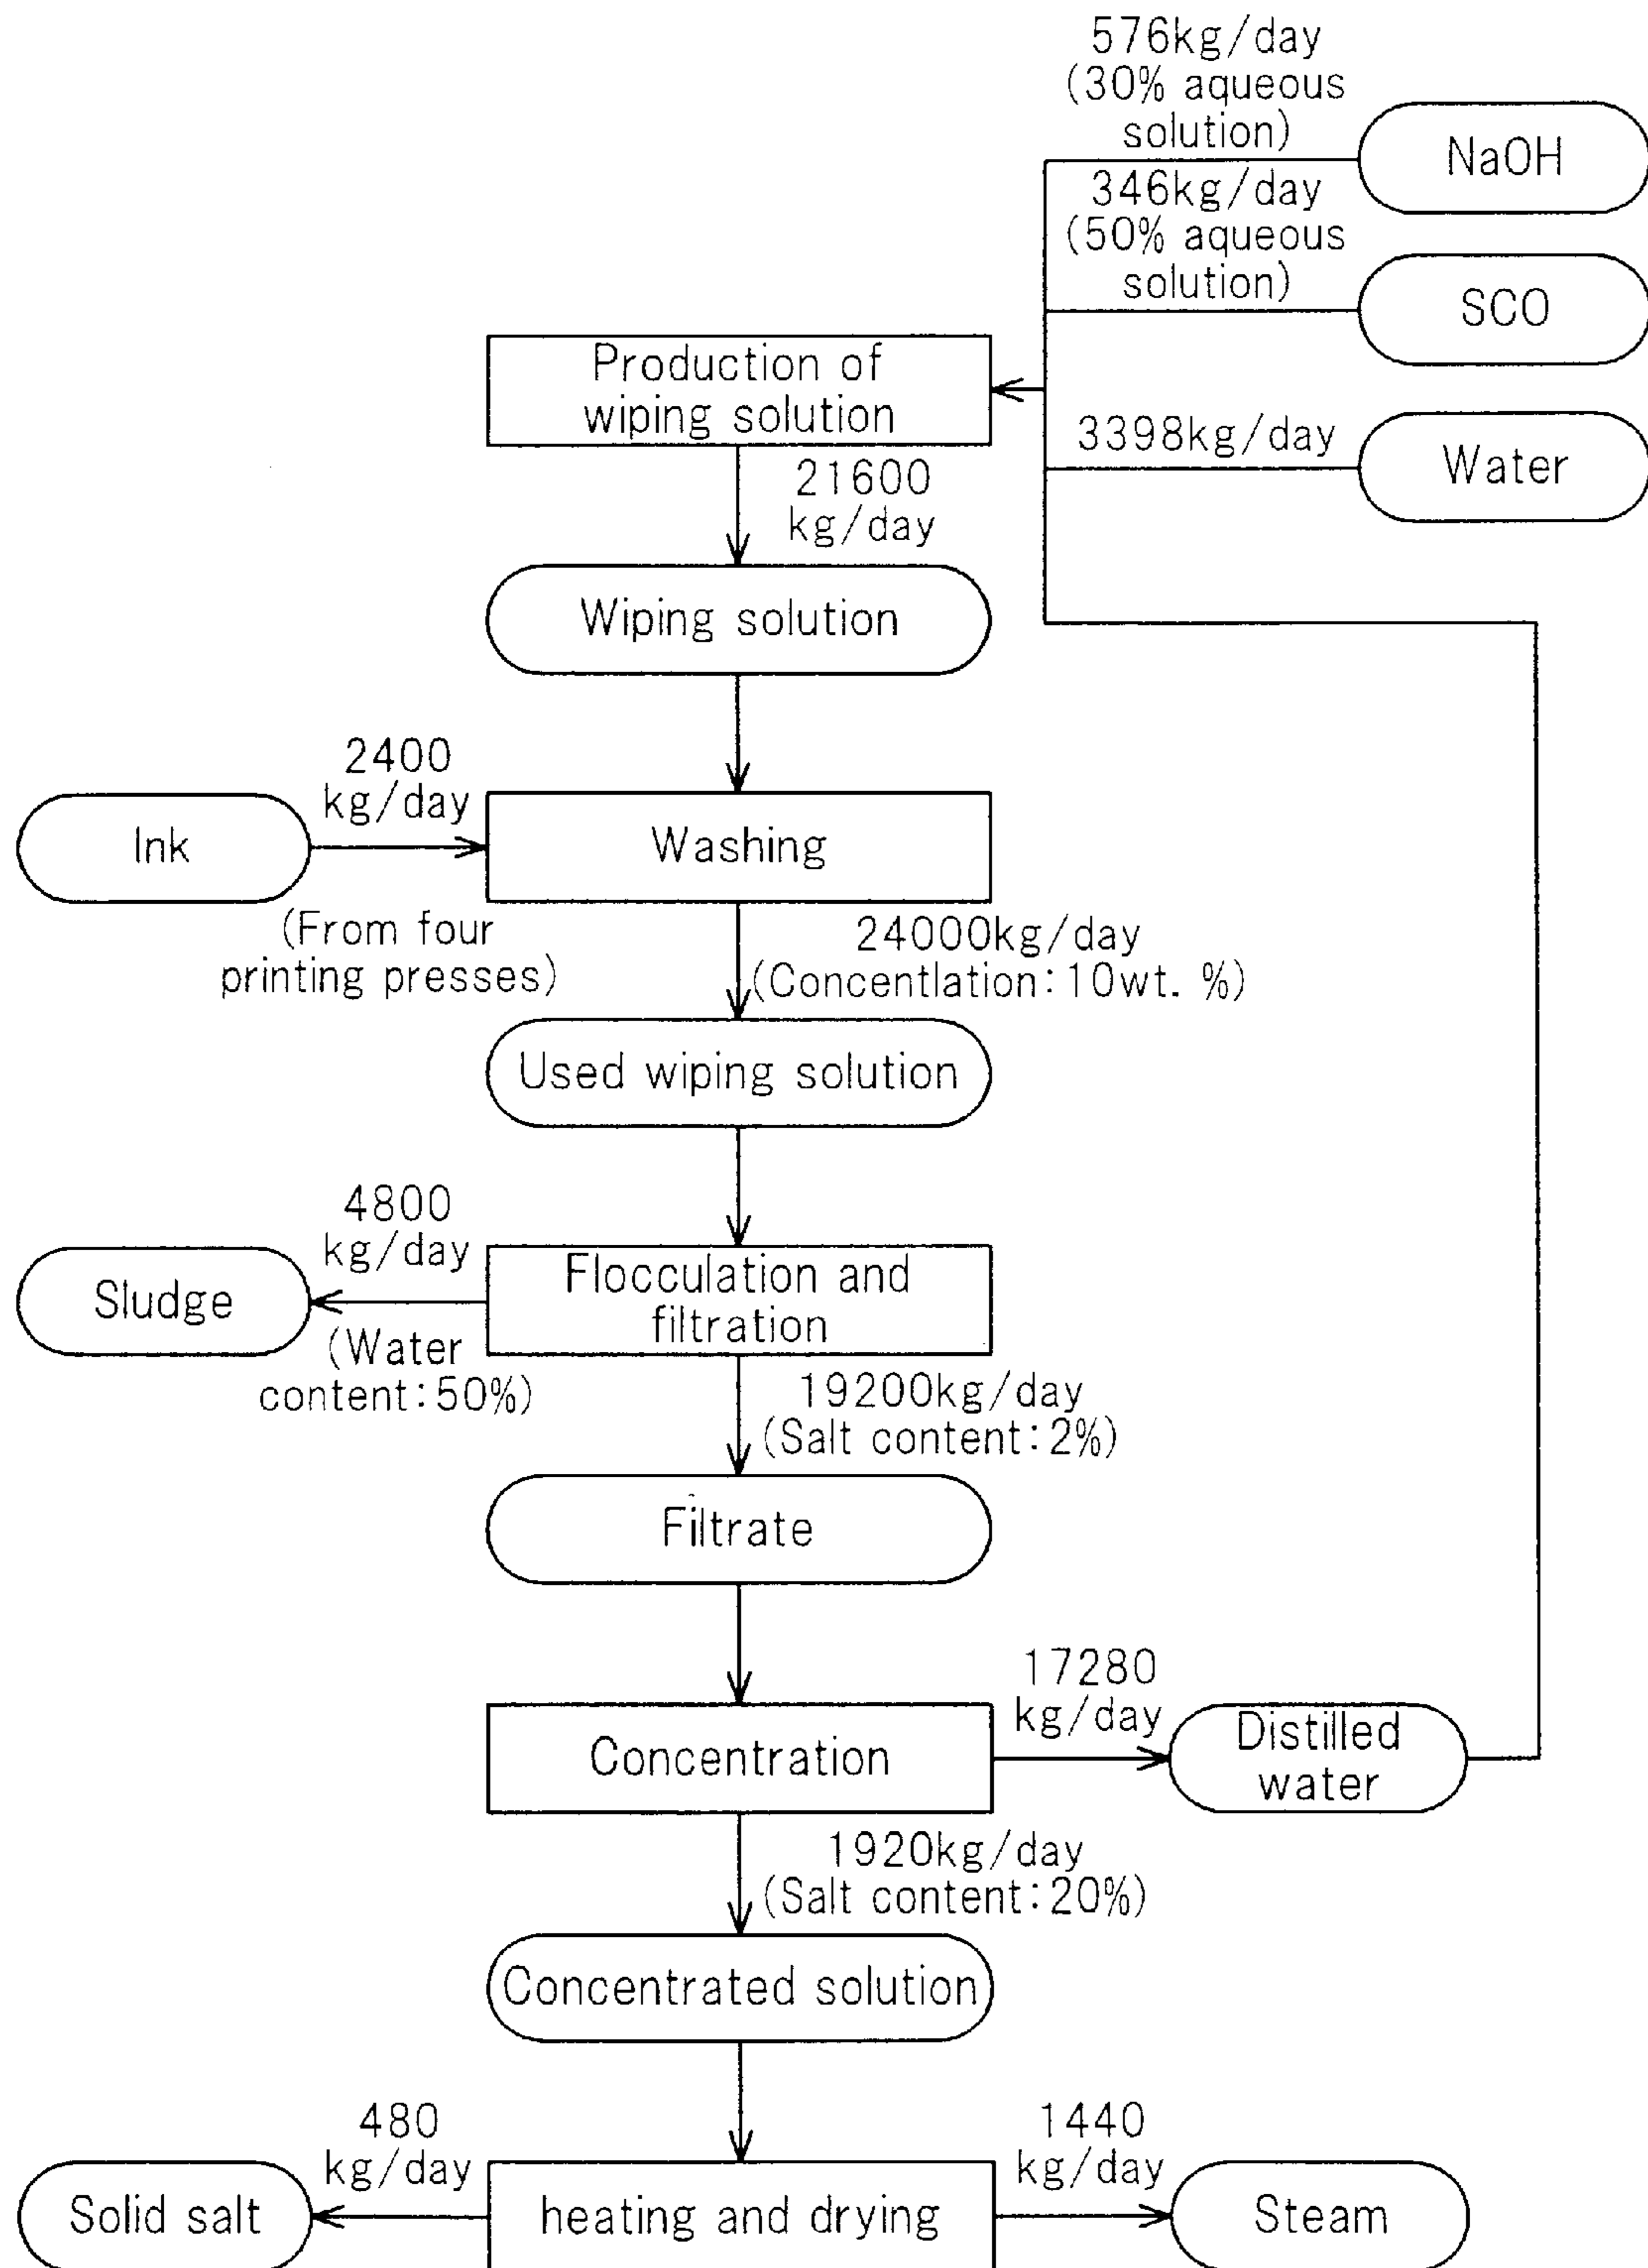 576kg/day
(30% aqueous
solution)
NaOH
346kg/day
(50% aqueous
solution)
SCO
Production of
wiping solution
3398kg/day
Water
21600
kg/day
Wiping solution
2400
kg/day
Ink
Washing
(From four
printing presses)
24000kg/day
(Concentlation:10wt. %)
Used wiping solution
4800
kg/day
Sludge
Flocculation and
filtration
(Water
content:50%)
19200kg/day
(Salt content:2%)
Filtrate
17280
kg/day
Concentration
Distilled
water
1920kg/day
(Salt content:20%)
Concentrated solution
480
kg/day
1440
kg/day
Solid salt
heating and drying
Steam